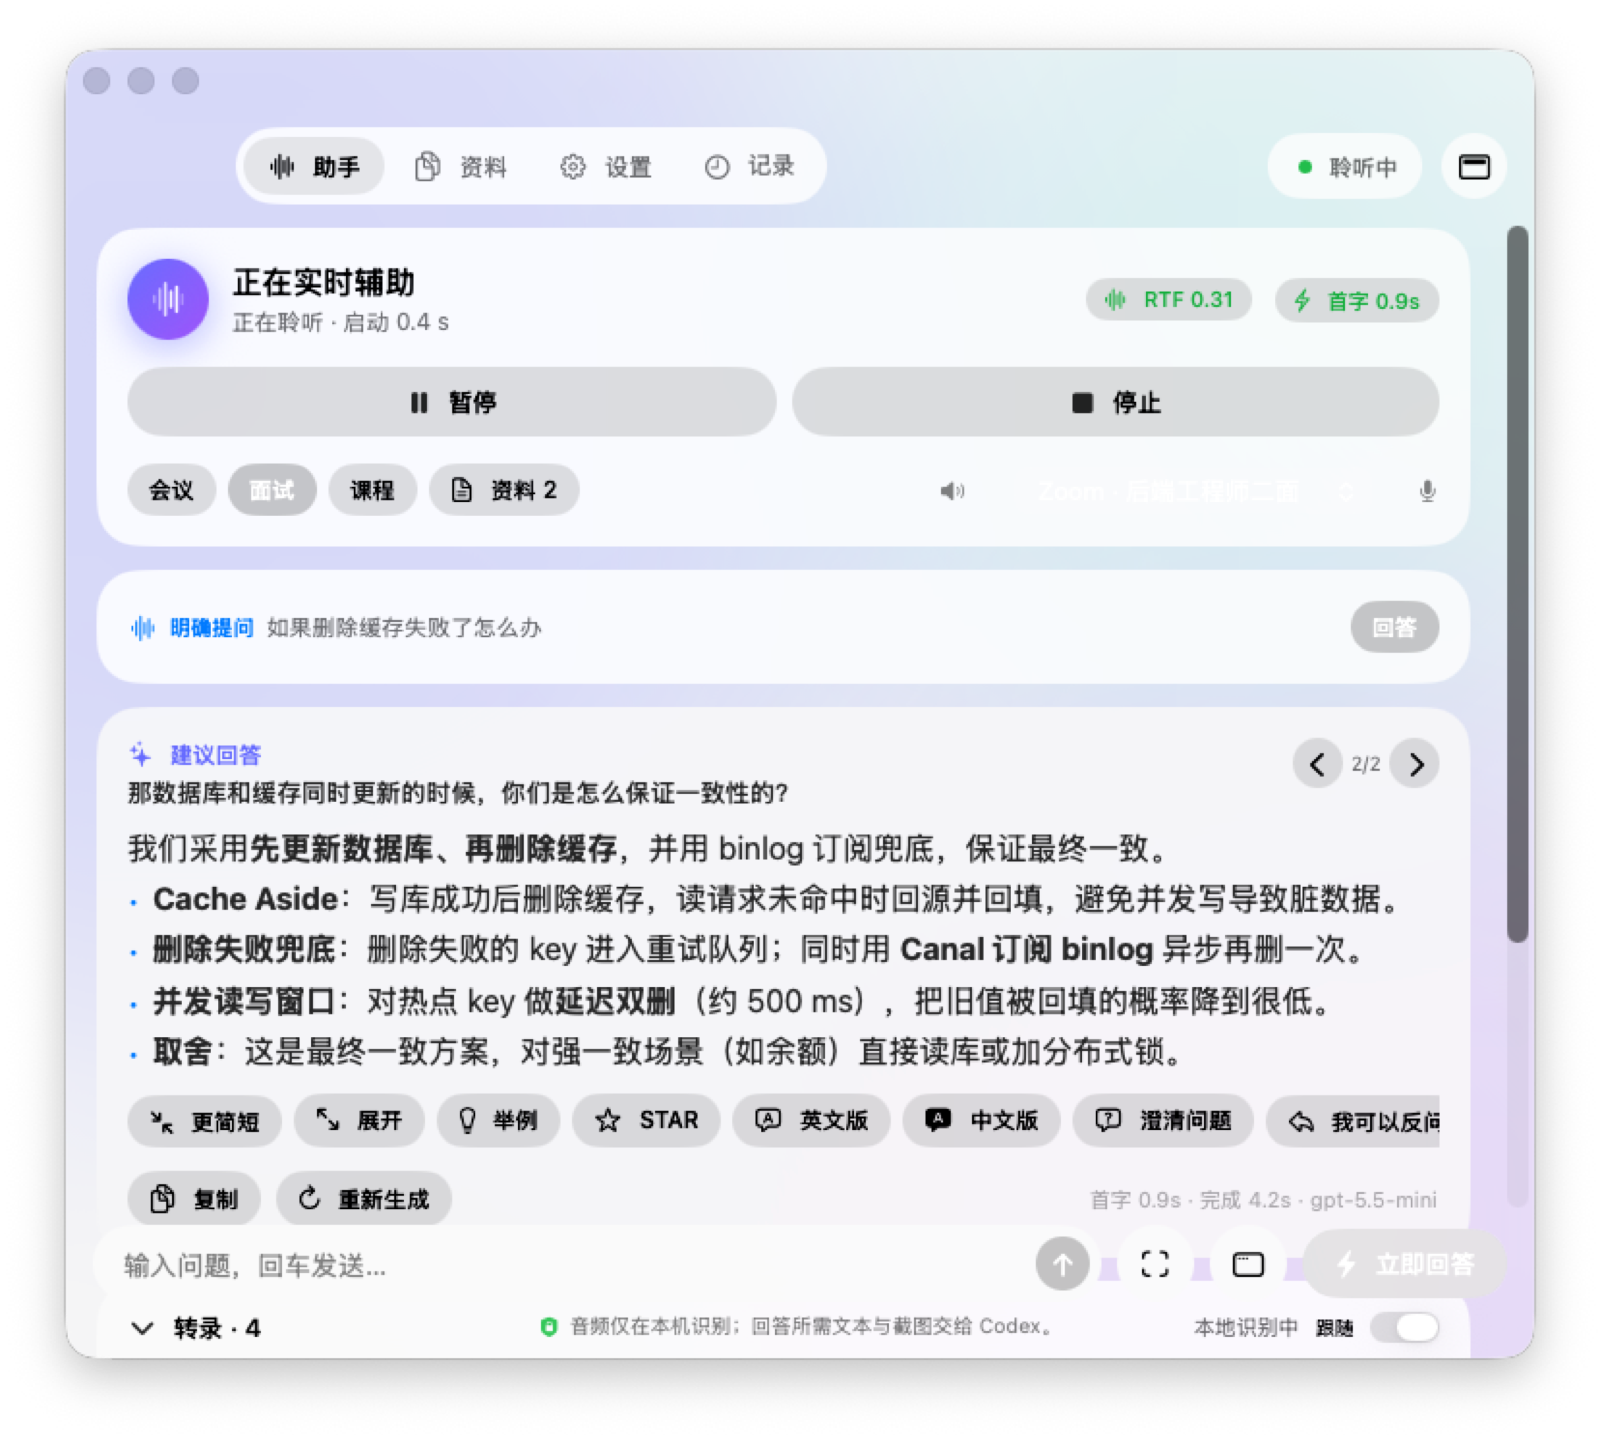 助手 资料 设置 记录 聆听中
正在实时辅助
正在聆听 · 启动 0.4 s
RTF 0.31 首字 0.9s
暂停 停止
会议 面试 课程 资料 2 Zoom · 后端工程师二面
明确提问 如果删除缓存失败了怎么办 回答
建议回答
2/2
那数据库和缓存同时更新的时候，你们是怎么保证一致性的？
我们采用先更新数据库、再删除缓存，并用 binlog 订阅兜底，保证最终一致。
· Cache Aside：写库成功后删除缓存，读请求未命中时回源并回填，避免并发写导致脏数据。
· 删除失败兜底：删除失败的 key 进入重试队列；同时用 Canal 订阅 binlog 异步再删一次。
· 并发读写窗口：对热点 key 做延迟双删（约 500 ms），把旧值被回填的概率降到很低。
· 取舍：这是最终一致方案，对强一致场景（如余额）直接读库或加分布式锁。
更简短 展开 举例 STAR 英文版 中文版 澄清问题 我可以反问
复制 重新生成 首字 0.9s · 完成 4.2s · gpt-5.5-mini
输入问题，回车发送... 立即回答
转录 · 4 音频仅在本机识别；回答所需文本与截图交给 Codex。 本地识别中 跟随